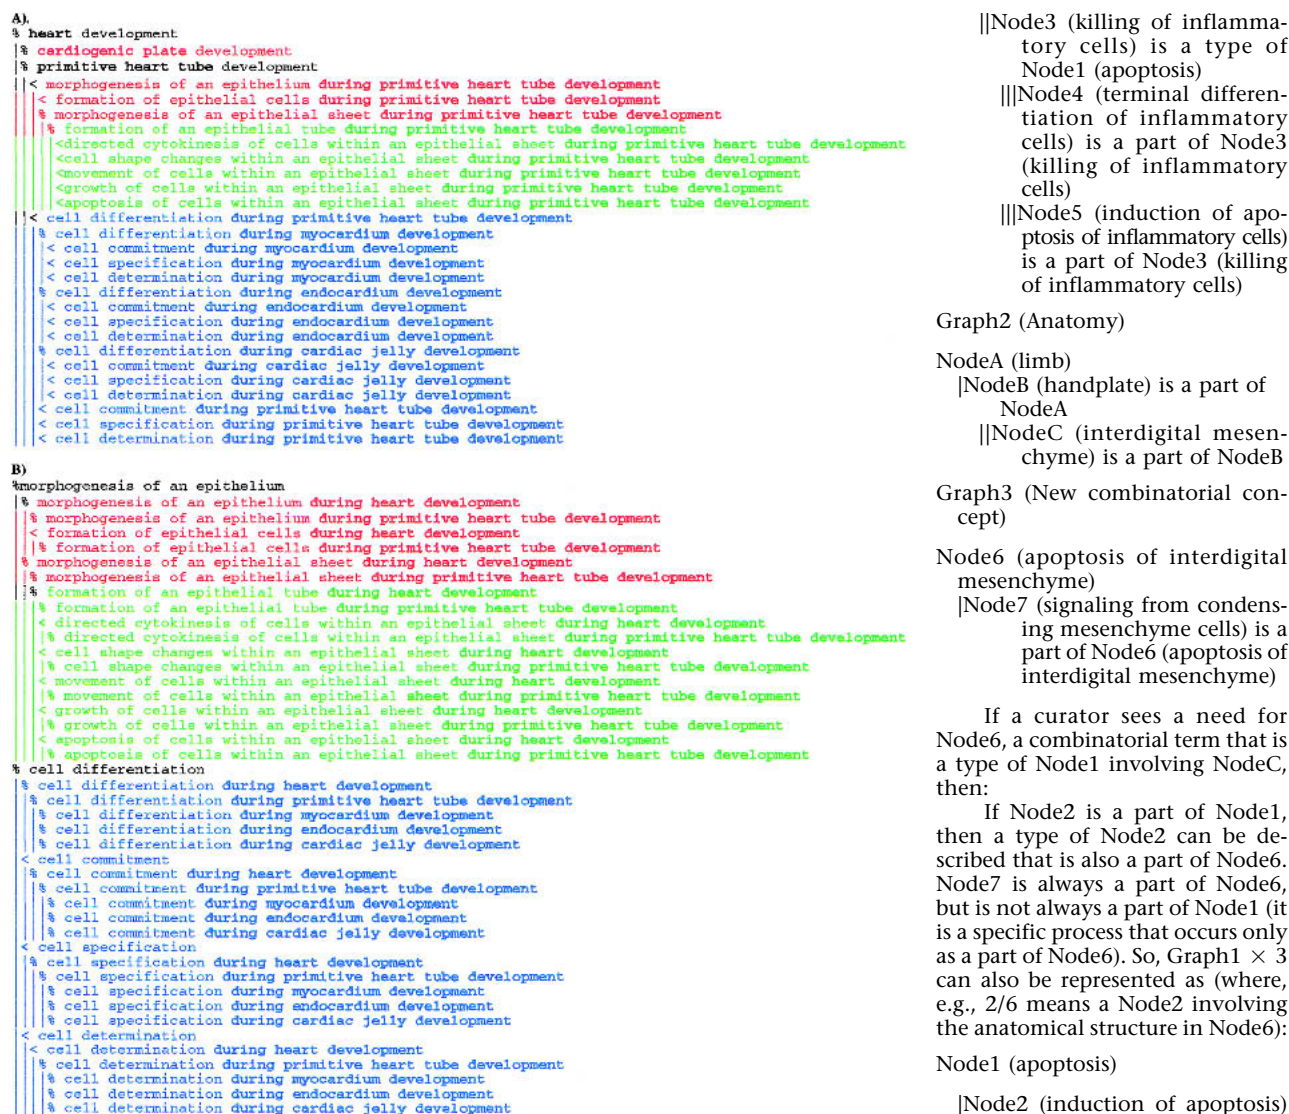 A).
% heart development
|% cardiogenic plate development
|% primitive heart tube development
||< morphogenesis of an epithelium during primitive heart tube development
|||< formation of epithelial cells during primitive heart tube development
|||% morphogenesis of an epithelial sheet during primitive heart tube development
||||% formation of an epithelial tube during primitive heart tube development
|||||<directed cytokinesis of cells within an epithelial sheet during primitive heart tube development
|||||<cell shape changes within an epithelial sheet during primitive heart tube development
|||||<movement of cells within an epithelial sheet during primitive heart tube development
|||||<growth of cells within an epithelial sheet during primitive heart tube development
|||||<apoptosis of cells within an epithelial sheet during primitive heart tube development
||< cell differentiation during primitive heart tube development
|||% cell differentiation during myocardium development
||||< cell commitment during myocardium development
||||< cell specification during myocardium development
||||< cell determination during myocardium development
|||% cell differentiation during endocardium development
||||< cell commitment during endocardium development
||||< cell specification during endocardium development
||||< cell determination during endocardium development
|||% cell differentiation during cardiac jelly development
||||< cell commitment during cardiac jelly development
||||< cell specification during cardiac jelly development
||||< cell determination during cardiac jelly development
|||< cell commitment during primitive heart tube development
|||< cell specification during primitive heart tube development
|||< cell determination during primitive heart tube development
B)
%morphogenesis of an epithelium
|% morphogenesis of an epithelium during heart development
||% morphogenesis of an epithelium during primitive heart tube development
||< formation of epithelial cells during heart development
|||% formation of epithelial cells during primitive heart tube development
|% morphogenesis of an epithelial sheet during heart development
||% morphogenesis of an epithelial sheet during primitive heart tube development
||% formation of an epithelial tube during heart development
|||% formation of an epithelial tube during primitive heart tube development
|||< directed cytokinesis of cells within an epithelial sheet during heart development
||||% directed cytokinesis of cells within an epithelial sheet during primitive heart tube development
|||< cell shape changes within an epithelial sheet during heart development
||||% cell shape changes within an epithelial sheet during primitive heart tube development
|||< movement of cells within an epithelial sheet during heart development
||||% movement of cells within an epithelial sheet during primitive heart tube development
|||< growth of cells within an epithelial sheet during heart development
||||% growth of cells within an epithelial sheet during primitive heart tube development
|||< apoptosis of cells within an epithelial sheet during heart development
||||% apoptosis of cells within an epithelial sheet during primitive heart tube development
% cell differentiation
|% cell differentiation during heart development
||% cell differentiation during primitive heart tube development
|||% cell differentiation during myocardium development
|||% cell differentiation during endocardium development
|||% cell differentiation during cardiac jelly development
|< cell commitment
||% cell commitment during heart development
|||% cell commitment during primitive heart tube development
||||% cell commitment during myocardium development
||||% cell commitment during endocardium development
||||% cell commitment during cardiac jelly development
|< cell specification
||% cell specification during heart development
|||% cell specification during primitive heart tube development
||||% cell specification during myocardium development
||||% cell specification during endocardium development
||||% cell specification during cardiac jelly development
|< cell determination
||< cell determination during heart development
|||% cell determination during primitive heart tube development
||||% cell determination during myocardium development
||||% cell determination during endocardium development
||||% cell determination during cardiac jelly development
||Node3 (killing of inflamma-
tory cells) is a type of
Node1 (apoptosis)
|||Node4 (terminal differen-
tiation of inflammatory
cells) is a part of Node3
(killing of inflammatory
cells)
|||Node5 (induction of apo-
ptosis of inflammatory cells)
is a part of Node3 (killing
of inflammatory cells)
Graph2 (Anatomy)
NodeA (limb)
|NodeB (handplate) is a part of
NodeA
||NodeC (interdigital mesen-
chyme) is a part of NodeB
Graph3 (New combinatorial con-
cept)
Node6 (apoptosis of interdigital
mesenchyme)
|Node7 (signaling from condens-
ing mesenchyme cells) is a
part of Node6 (apoptosis of
interdigital mesenchyme)
If a curator sees a need for
Node6, a combinatorial term that is
a type of Node1 involving NodeC,
then:
If Node2 is a part of Node1,
then a type of Node2 can be de-
scribed that is also a part of Node6.
Node7 is always a part of Node6,
but is not always a part of Node1 (it
is a specific process that occurs only
as a part of Node6). So, Graph1 × 3
can also be represented as (where,
e.g., 2/6 means a Node2 involving
the anatomical structure in Node6):
Node1 (apoptosis)
|Node2 (induction of apoptosis)